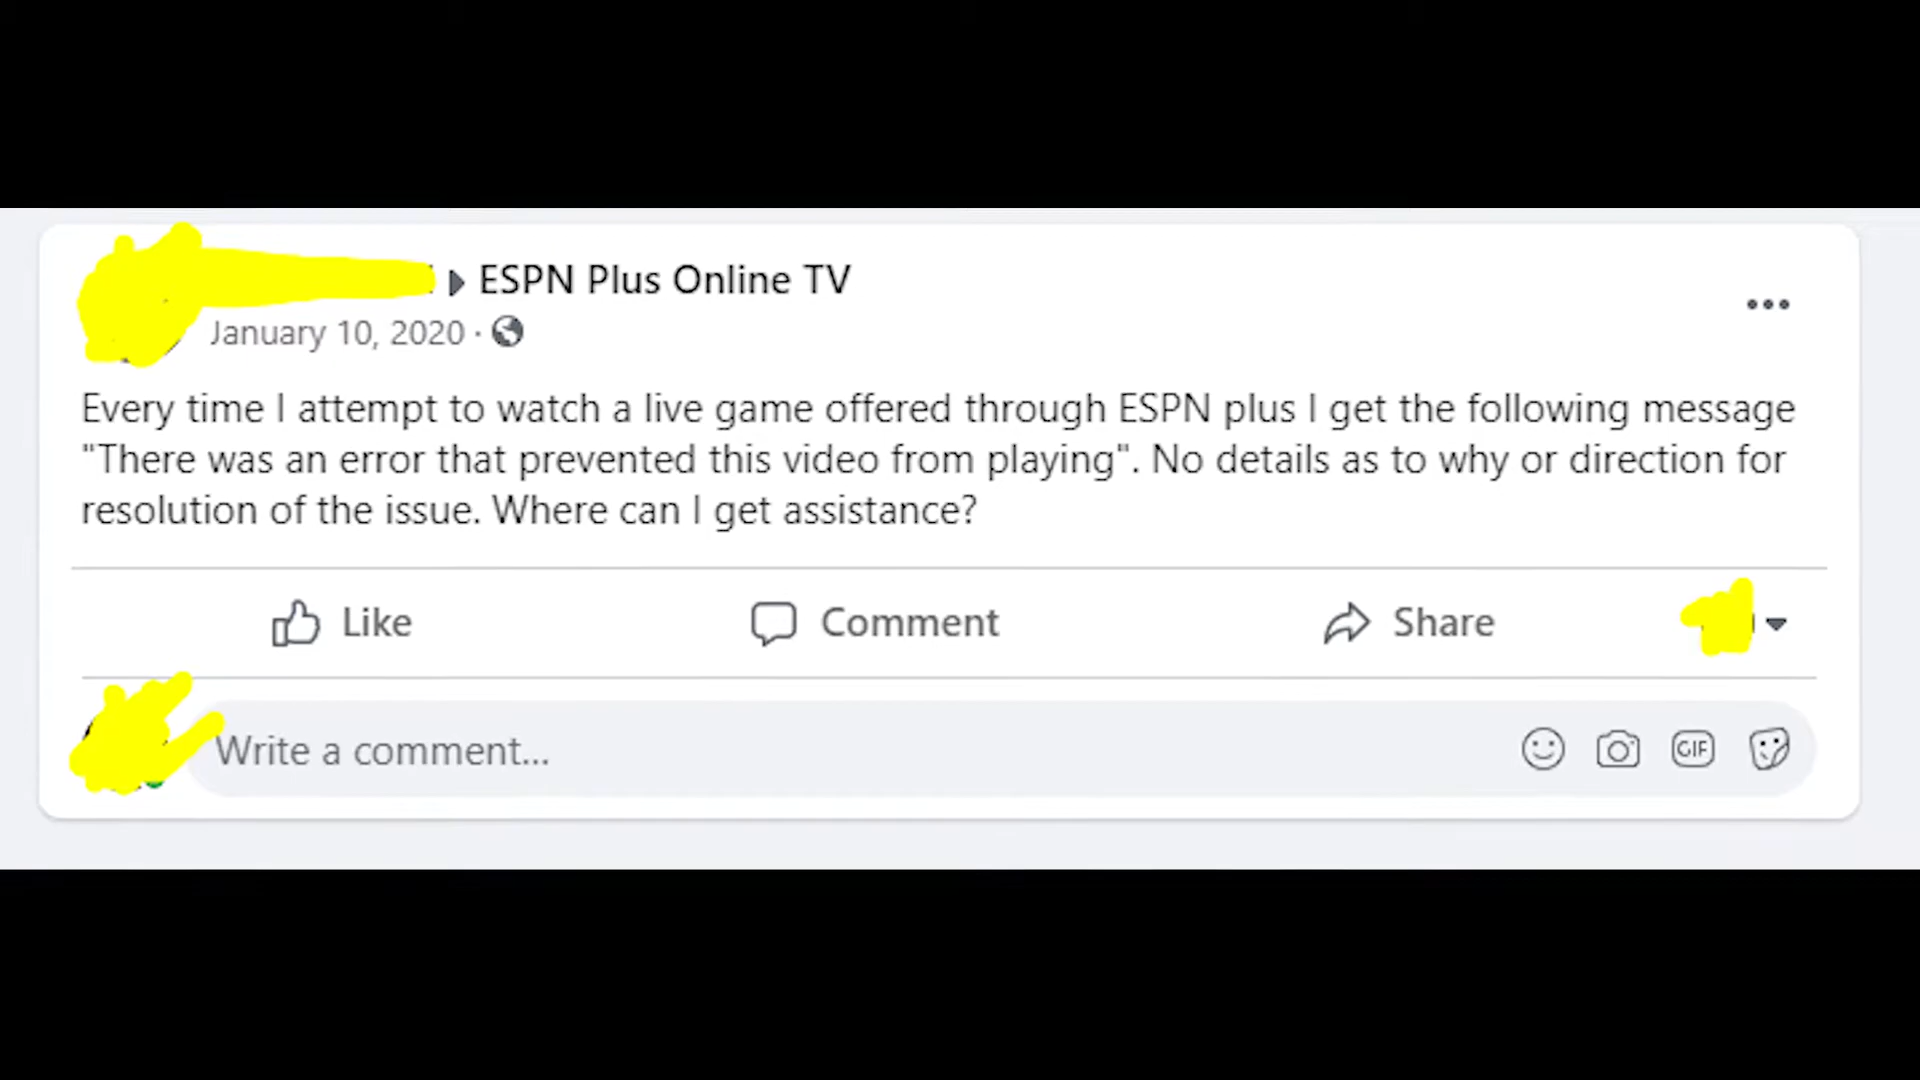 ESPN Plus Online TV
January 10, 2020 ·
Every time I attempt to watch a live game offered through ESPN plus I get the following message
"There was an error that prevented this video from playing". No details as to why or direction for
resolution of the issue. Where can I get assistance?
Like Comment Share
Write a comment... GIF